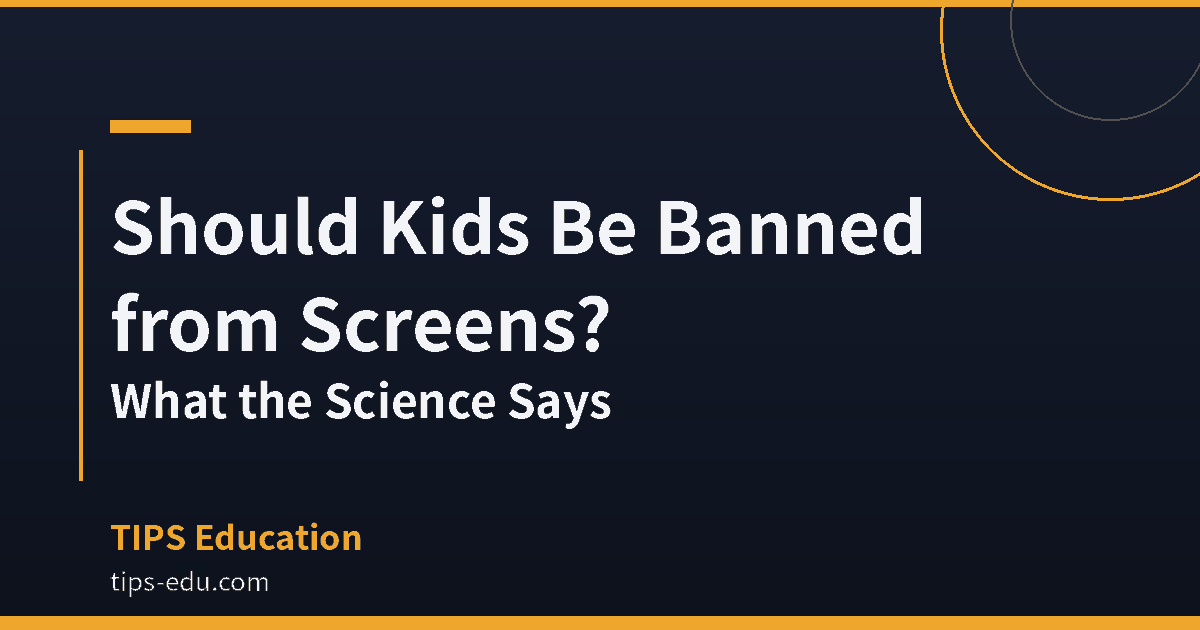 Should Kids Be Banned
from Screens?
What the Science Says
TIPS Education
tips-edu.com